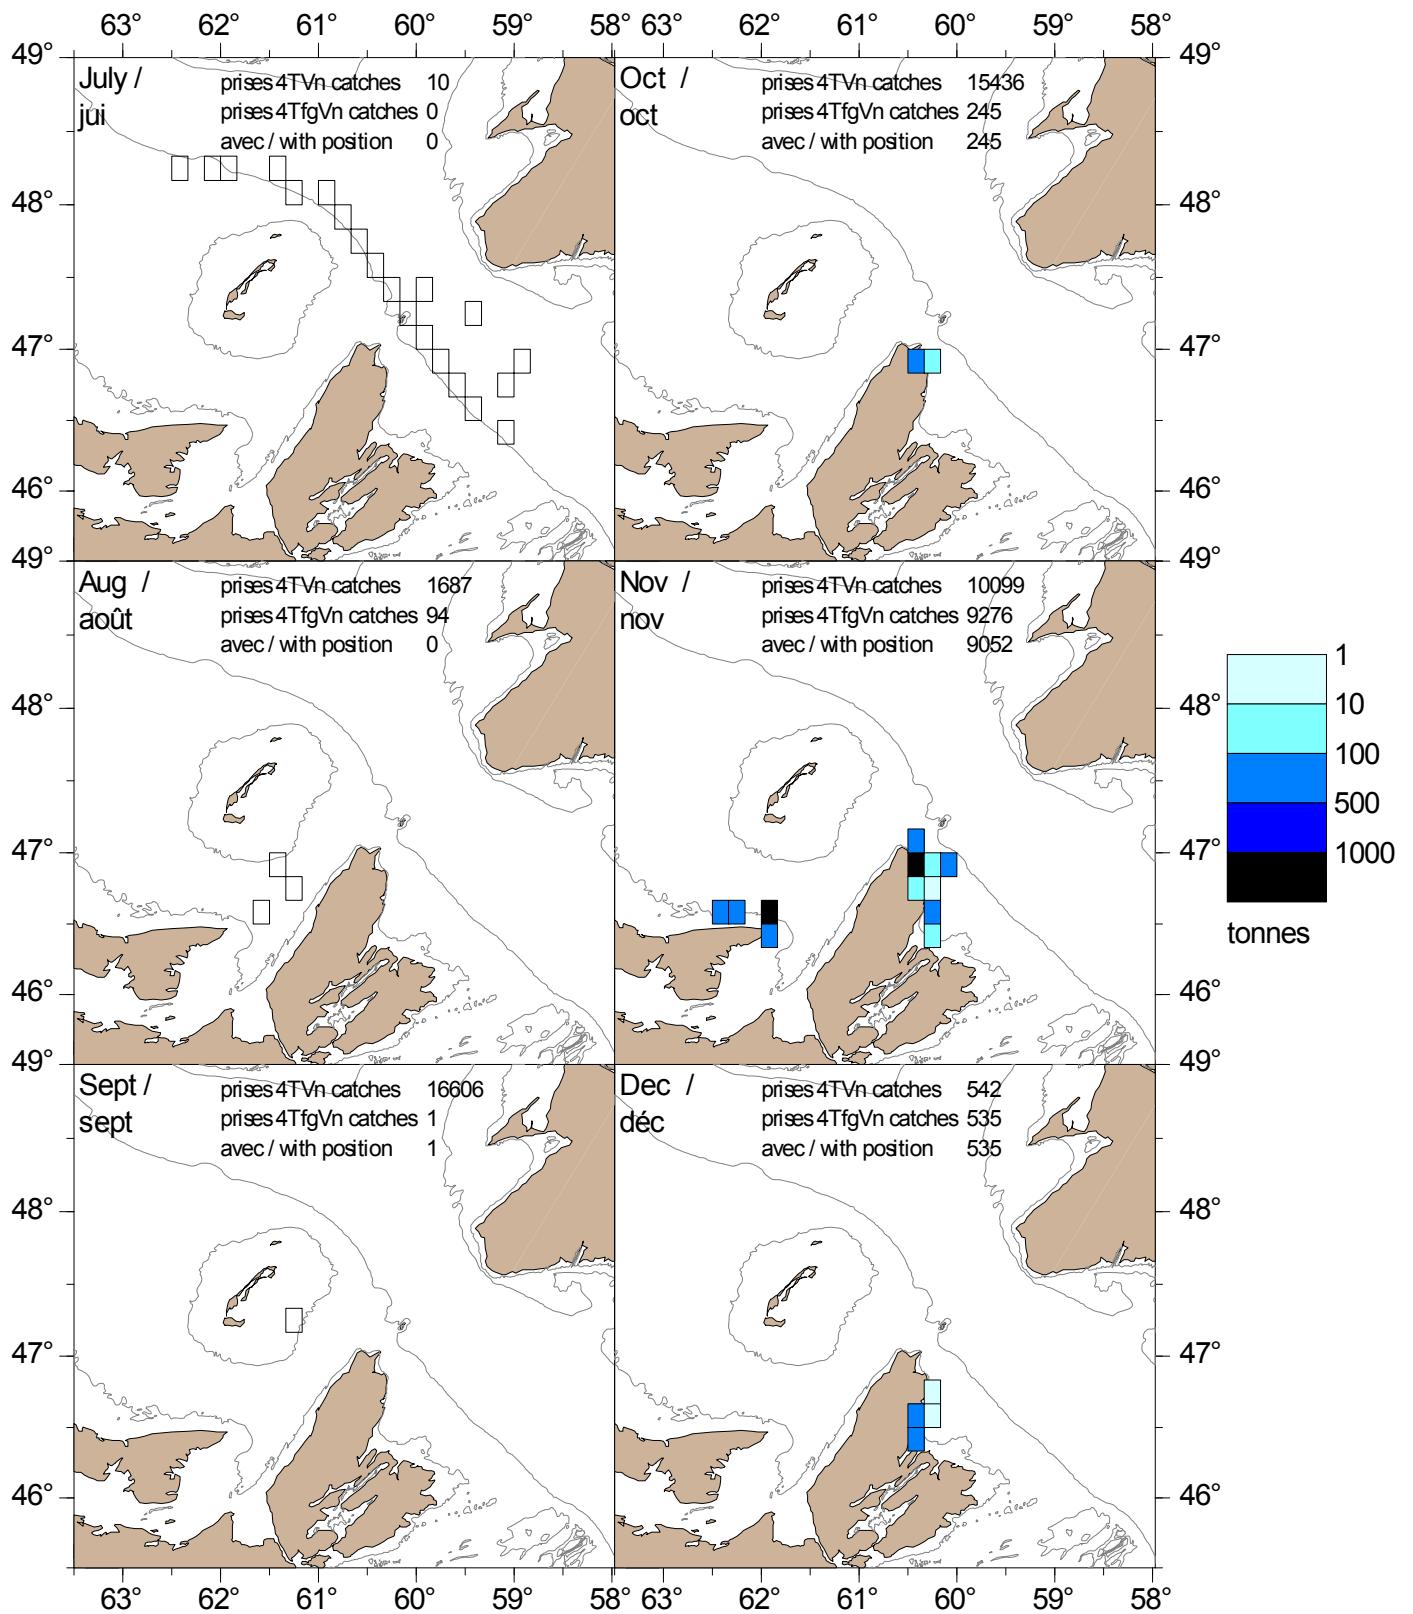 63° 62° 61° 60° 59° 58° 63° 62° 61° 60° 59° 58°
49° 49°
July / jui
prises 4TVn catches 10
prises 4TfgVn catches 0
avec / with position 0
Oct / oct
prises 4TVn catches 15436
prises 4TfgVn catches 245
avec / with position 245
48° 48°
47° 47°
46° 46°
49° 49°
Aug / août
prises 4TVn catches 1687
prises 4TfgVn catches 94
avec / with position 0
Nov / nov
prises 4TVn catches 10099
prises 4TfgVn catches 9276
avec / with position 9052
48° 48°
47° 47°
46° 46°
49° 49°
Sept / sept
prises 4TVn catches 16606
prises 4TfgVn catches 1
avec / with position 1
Dec / déc
prises 4TVn catches 542
prises 4TfgVn catches 535
avec / with position 535
48° 48°
47° 47°
46° 46°
63° 62° 61° 60° 59° 58° 63° 62° 61° 60° 59° 58°
1
10
100
500
1000
tonnes